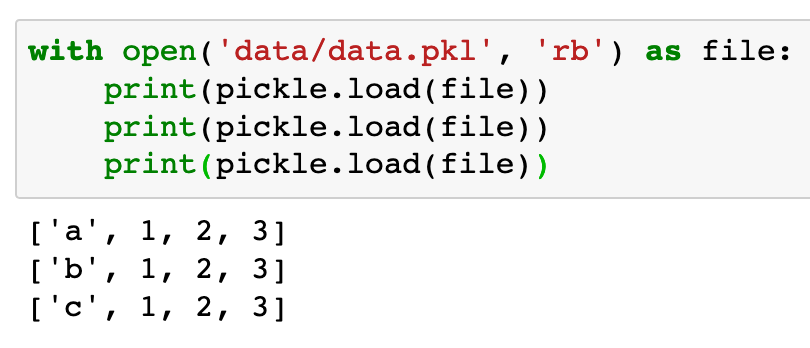 with open('data/data.pkl', 'rb') as file:
    print(pickle.load(file))
    print(pickle.load(file))
    print(pickle.load(file))
['a', 1, 2, 3]
['b', 1, 2, 3]
['c', 1, 2, 3]